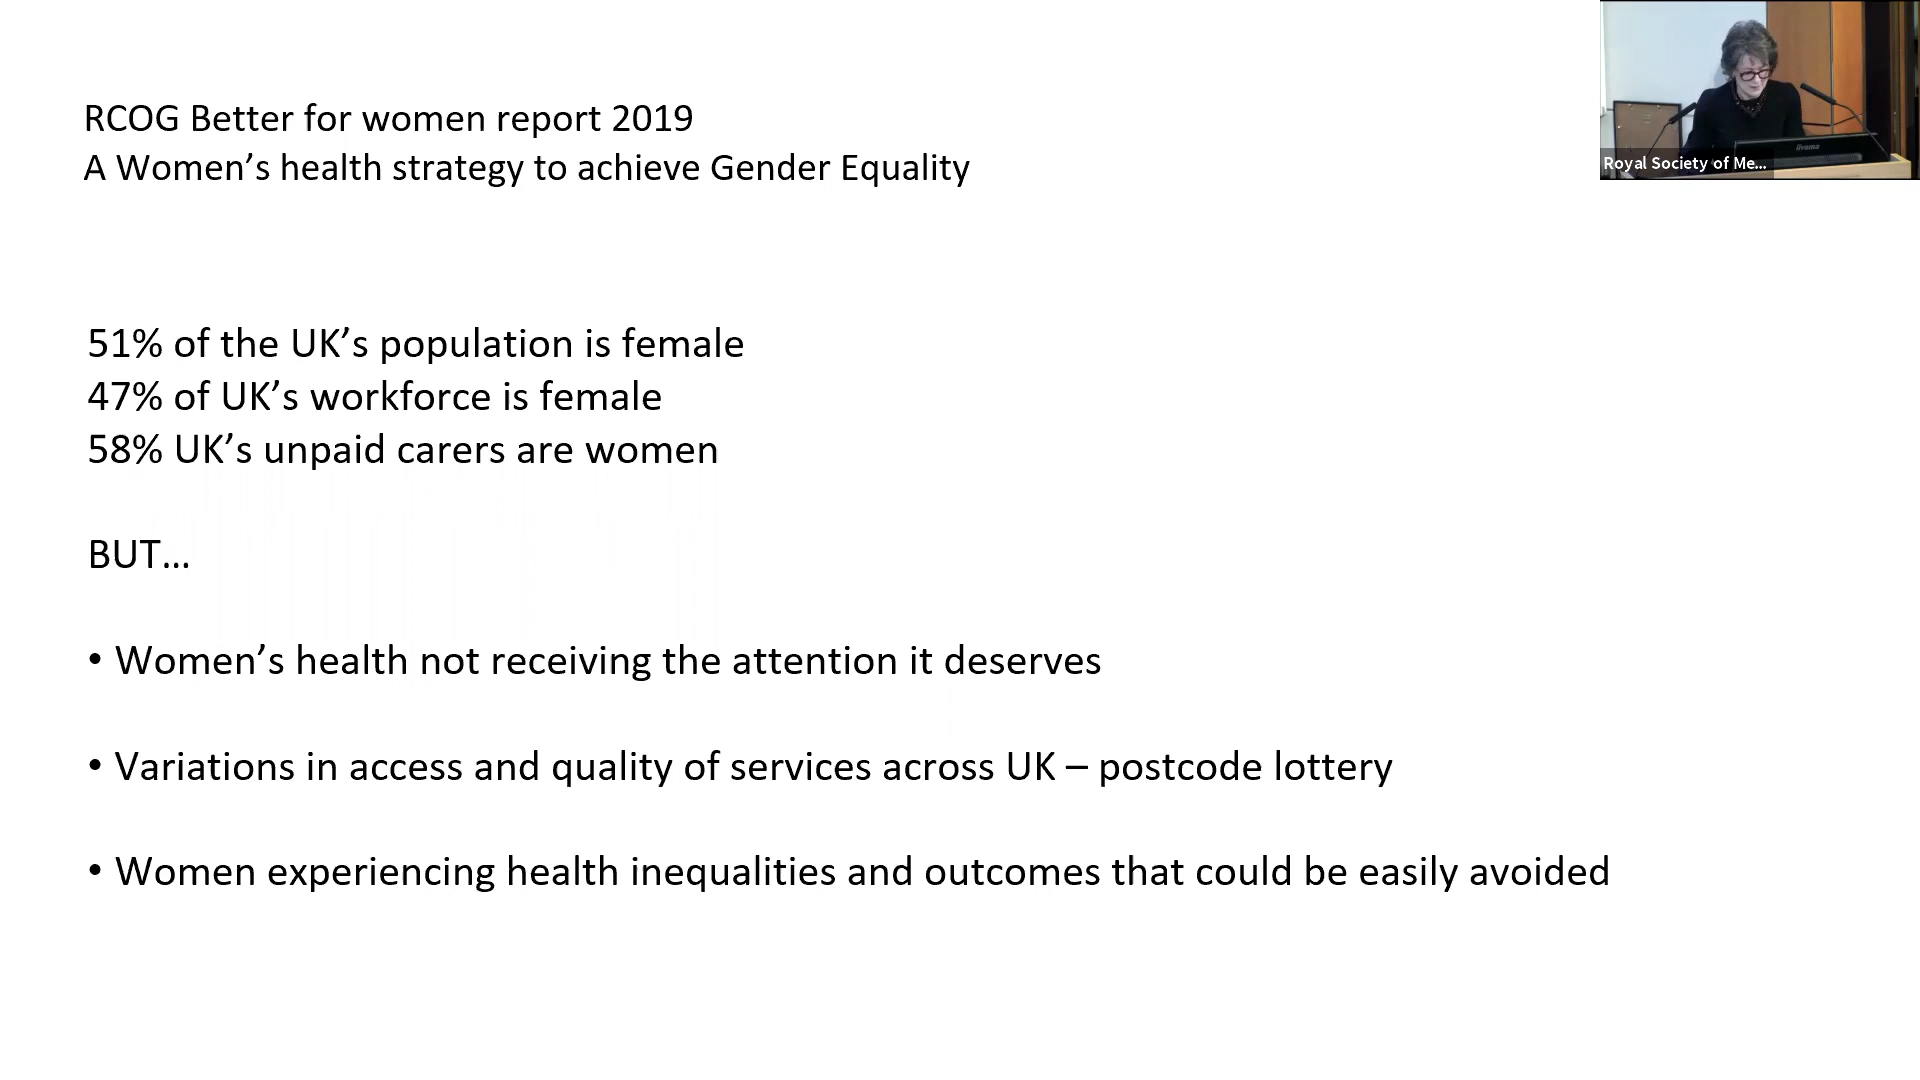 RCOG Better for women report 2019
A Women’s health strategy to achieve Gender Equality
51% of the UK’s population is female
47% of UK’s workforce is female
58% UK’s unpaid carers are women
BUT…
• Women’s health not receiving the attention it deserves
• Variations in access and quality of services across UK – postcode lottery
• Women experiencing health inequalities and outcomes that could be easily avoided
iiyama
Royal Society of Me...